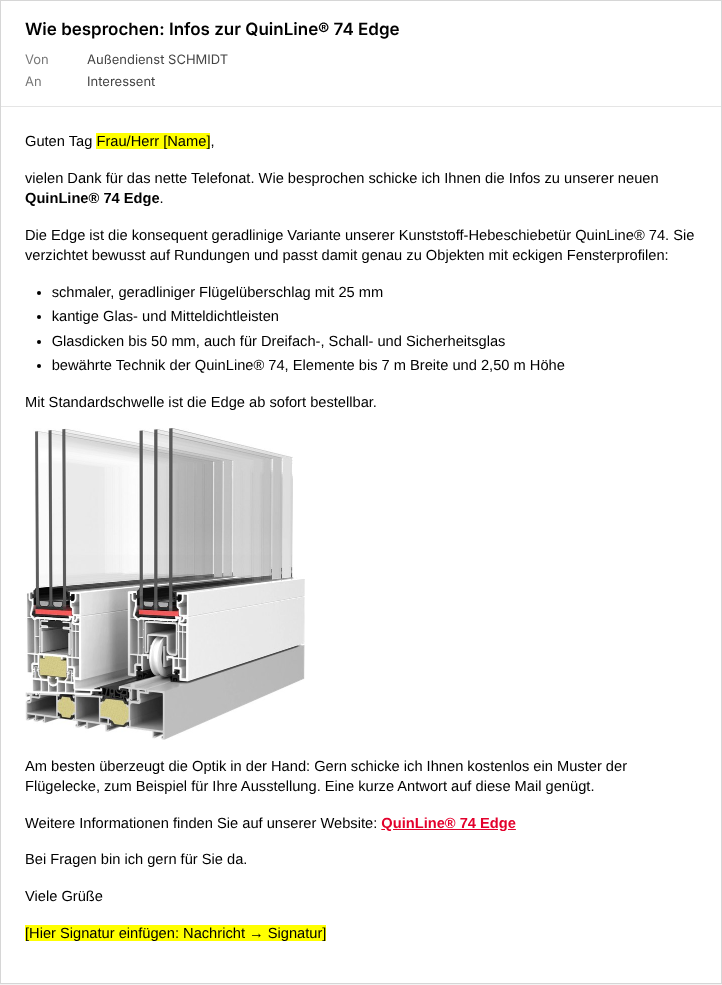 Wie besprochen: Infos zur QuinLine® 74 Edge
Von Außendienst SCHMIDT
An Interessent
Guten Tag Frau/Herr [Name],
vielen Dank für das nette Telefonat. Wie besprochen schicke ich Ihnen die Infos zu unserer neuen
QuinLine® 74 Edge.
Die Edge ist die konsequent geradlinige Variante unserer Kunststoff-Hebeschiebetür QuinLine® 74. Sie
verzichtet bewusst auf Rundungen und passt damit genau zu Objekten mit eckigen Fensterprofilen:
• schmaler, geradliniger Flügelüberschlag mit 25 mm
• kantige Glas- und Mitteldichtleisten
• Glasdicken bis 50 mm, auch für Dreifach-, Schall- und Sicherheitsglas
• bewährte Technik der QuinLine® 74, Elemente bis 7 m Breite und 2,50 m Höhe
Mit Standardschwelle ist die Edge ab sofort bestellbar.
Am besten überzeugt die Optik in der Hand: Gern schicke ich Ihnen kostenlos ein Muster der
Flügelecke, zum Beispiel für Ihre Ausstellung. Eine kurze Antwort auf diese Mail genügt.
Weitere Informationen finden Sie auf unserer Website: QuinLine® 74 Edge
Bei Fragen bin ich gern für Sie da.
Viele Grüße
[Hier Signatur einfügen: Nachricht → Signatur]